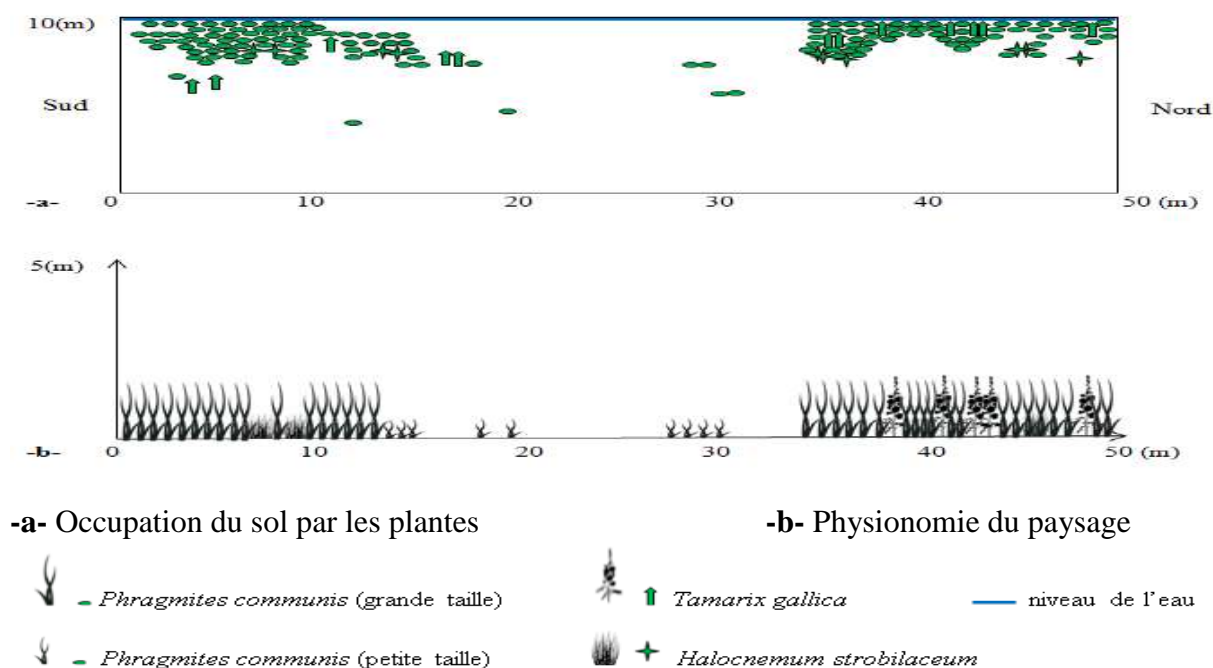 10(m)
Sud
Nord
-a- 0 10 20 30 40 50 (m)
5(m)
-b- 0 10 20 30 40 50 (m)
-a- Occupation du sol par les plantes -b- Physionomie du paysage
Phragmites communis (grande taille) Tamarix gallica niveau de l'eau
Phragmites communis (petite taille) Halocnemum strobilaceum